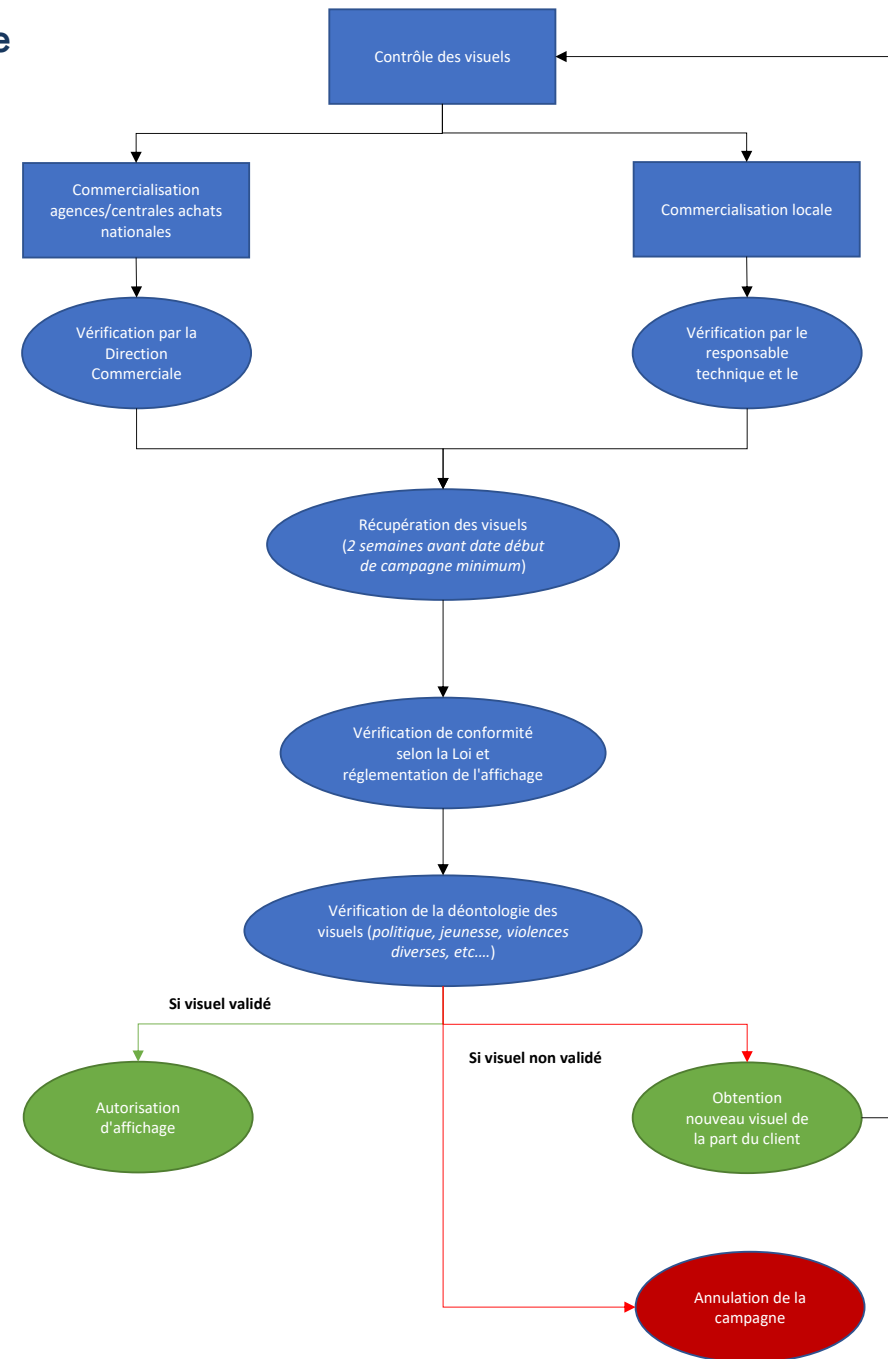 e
Contrôle des visuels
Commercialisation
agences/centrales achats
nationales
Commercialisation locale
Vérification par la
Direction
Commerciale
Vérification par le
responsable
technique et le
Récupération des visuels
(2 semaines avant date début
de campagne minimum)
Vérification de conformité
selon la Loi et
réglementation de l'affichage
Vérification de la déontologie des
visuels (politique, jeunesse, violences
diverses, etc.…)
Si visuel validé
Si visuel non validé
Autorisation
d'affichage
Obtention
nouveau visuel de
la part du client
Annulation de la
campagne